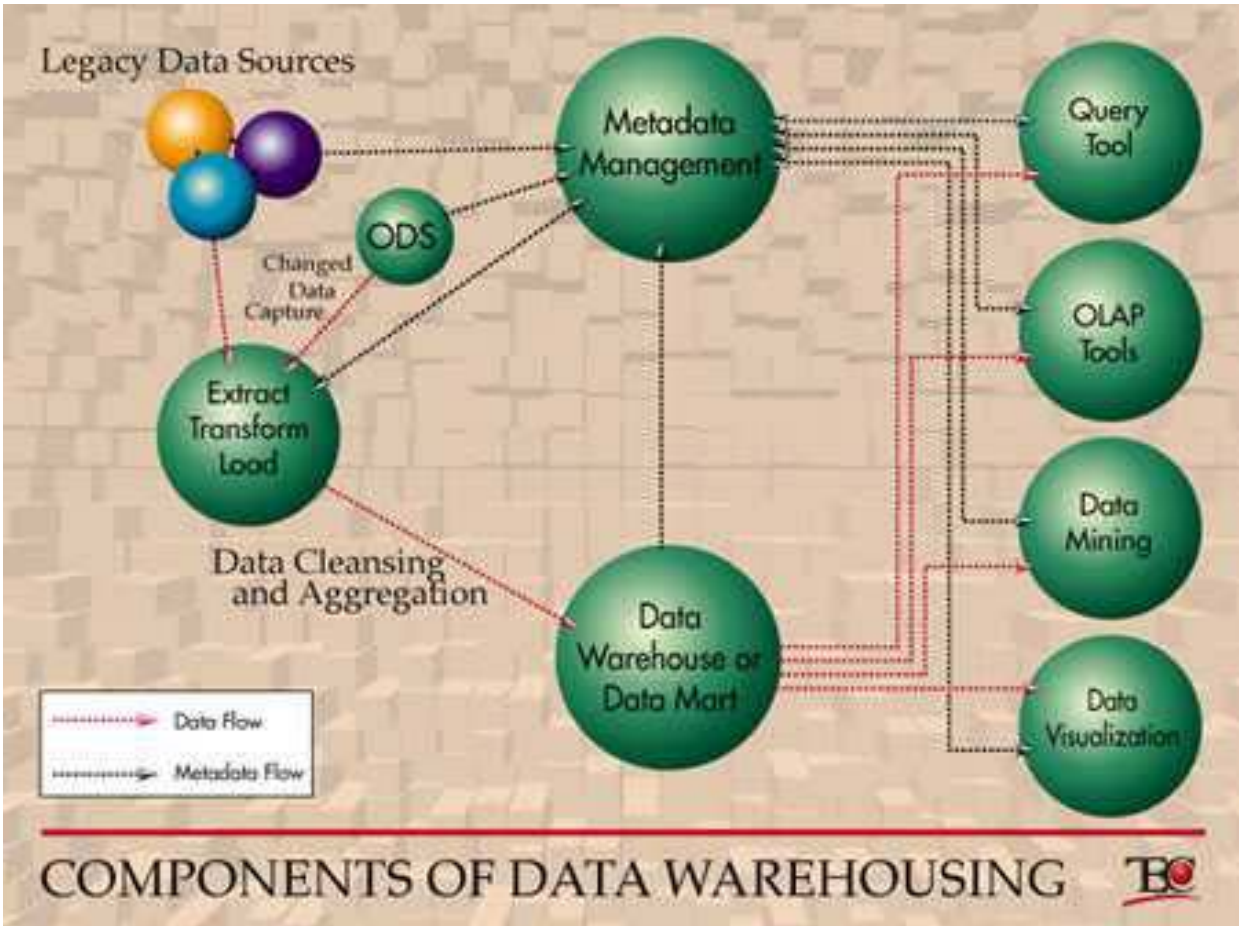 Legacy Data Sources
Metadata
Management
Query
Tool
ODS
Changed
Data
Capture
OLAP
Tools
Extract
Transform
Load
Data
Mining
Data Cleansing
and Aggregation
Data
Warehouse or
Data Mart
Data
Visualization
Data Flow
Metadata Flow
COMPONENTS OF DATA WAREHOUSING
TEC